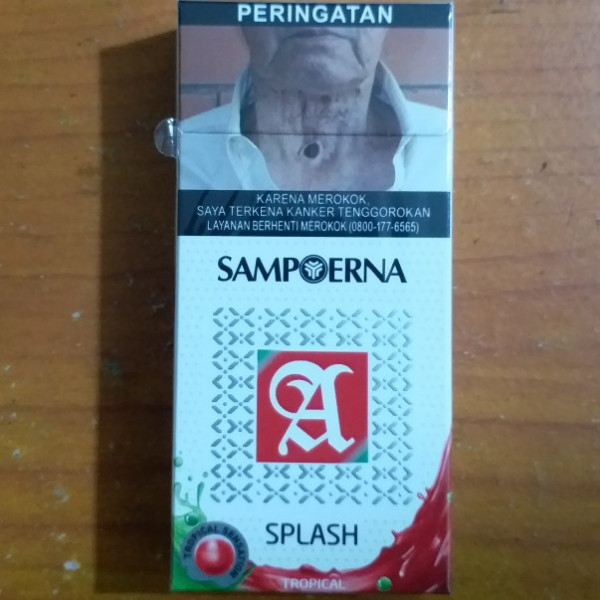 PERINGATAN
KARENA MEROKOK,
SAYA TERKENA KANKER TENGGOROKAN
LAYANAN BERHENTI MEROKOK (0800-177-6565)
SAMPOERNA
A
SPLASH
TROPICAL SENSATION
TROPICAL